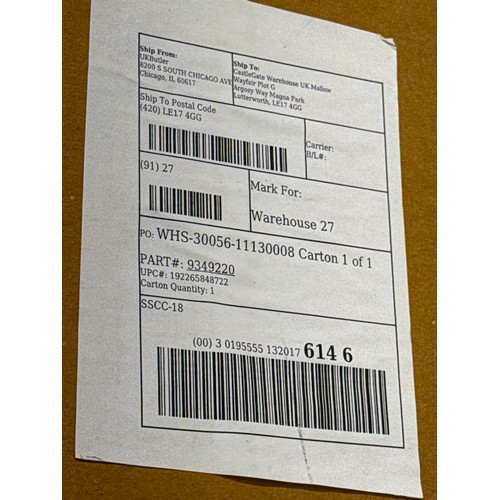 Ship From:
UKButler
8200 S SOUTH CHICAGO AVE
Chicago, IL 60617
Ship To:
CastleGate Warehouse UK Mallow
Wayfair Plot G
Argosy Way Magna Park
Lutterworth, LE17 4GG
Ship To Postal Code
(420) LE17 4GG
Carrier:
B/L#:
(91) 27
Mark For:
Warehouse 27
PO: WHS-30056-11130008 Carton 1 of 1
PART#: 9349220
UPC#: 192265848722
Carton Quantity: 1
SSCC-18
(00) 3 0195555 132017 614 6